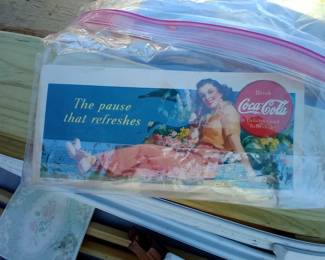 The pause
that refreshes
Drink
Coca-Cola